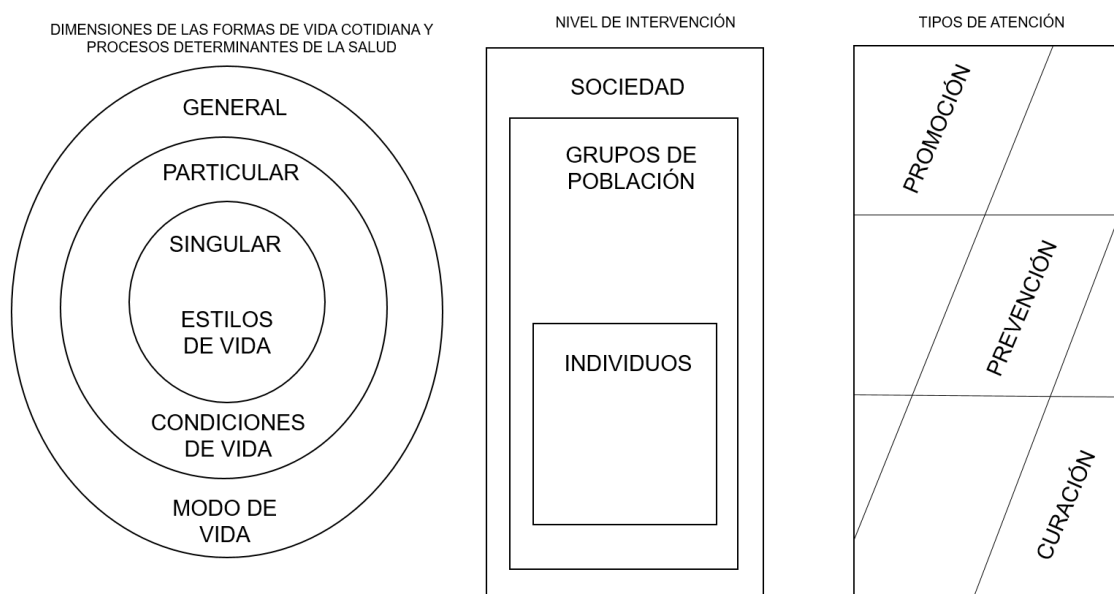 DIMENSIONES DE LAS FORMAS DE VIDA COTIDIANA Y
PROCESOS DETERMINANTES DE LA SALUD
GENERAL
PARTICULAR
SINGULAR
ESTILOS
DE VIDA
CONDICIONES
DE VIDA
MODO DE
VIDA
NIVEL DE INTERVENCIÓN
SOCIEDAD
GRUPOS DE
POBLACIÓN
INDIVIDUOS
TIPOS DE ATENCIÓN
PROMOCIÓN
PREVENCIÓN
CURACIÓN